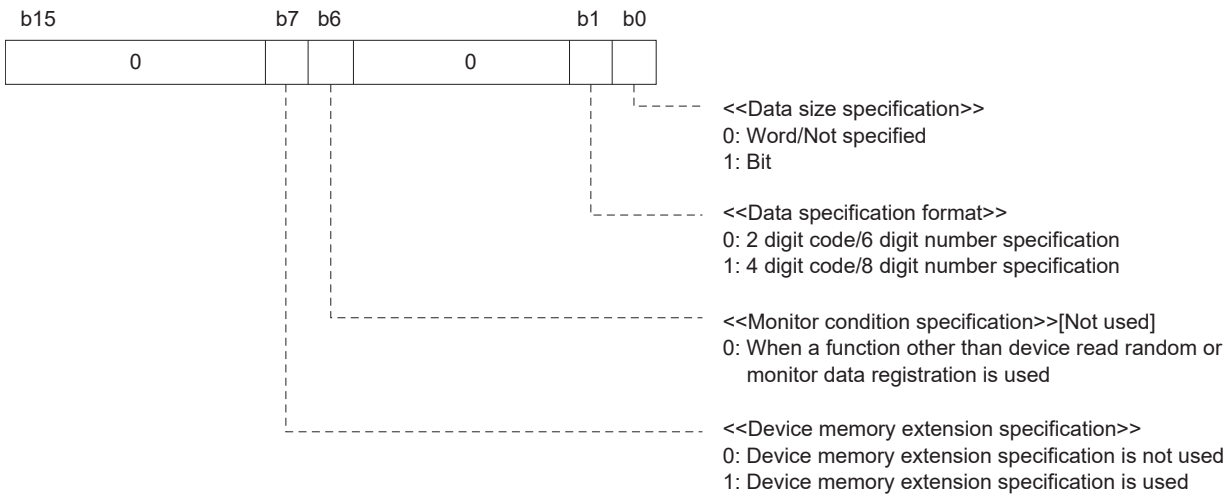 b15 b7 b6 b1 b0
0 0
<<Data size specification>>
0: Word/Not specified
1: Bit
<<Data specification format>>
0: 2 digit code/6 digit number specification
1: 4 digit code/8 digit number specification
<<Monitor condition specification>>[Not used]
0: When a function other than device read random or
monitor data registration is used
<<Device memory extension specification>>
0: Device memory extension specification is not used
1: Device memory extension specification is used